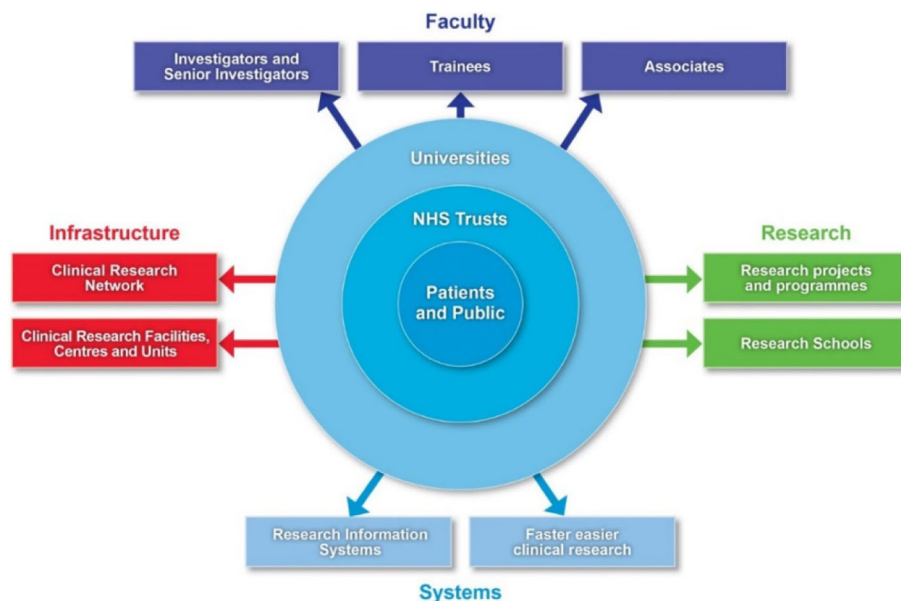 Faculty
Investigators and
Senior Investigators
Trainees
Associates
Universities
NHS Trusts
Patients
and Public
Infrastructure
Clinical Research
Network
Clinical Research Facilities,
Centres and Units
Research
Research projects
and programmes
Research Schools
Research Information
Systems
Faster easier
clinical research
Systems